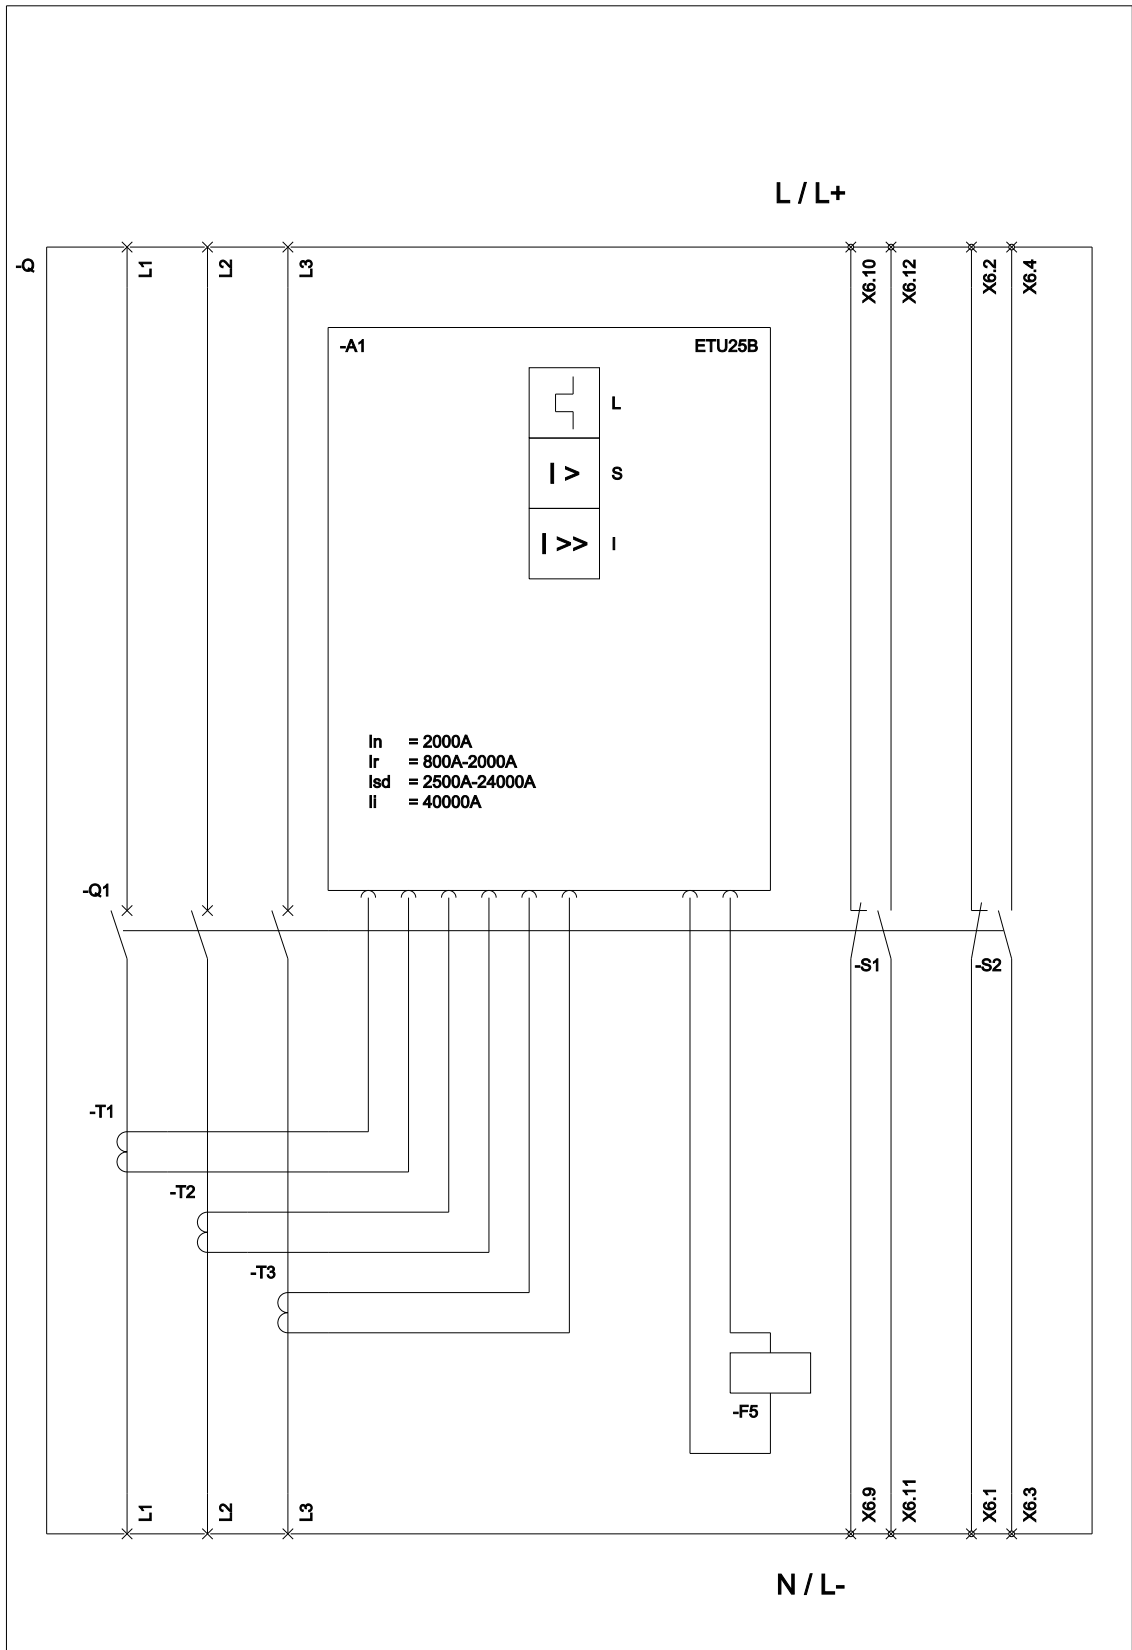 L / L+
-Q
L1
L2
L3
X6.10
X6.12
X6.2
X6.4
-A1
ETU25B
L
I >
S
I >>
I
In = 2000A
Ir = 800A-2000A
Isd = 2500A-24000A
Ii = 40000A
-Q1
-S1
-S2
-T1
-T2
-T3
-F5
L1
L2
L3
X6.9
X6.11
X6.1
X6.3
N / L-